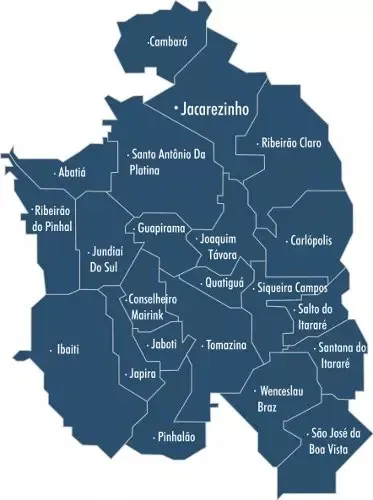 · Cambará
· Jacarezinho
· Ribeirão Claro
· Santo Antônio Da
Platina
· Abatiá
· Ribeirão
do Pinhal
· Guapirama
· Joaquim
Távora
· Carlópolis
· Jundiaí
Do Sul
· Quatiguá
· Siqueira Campos
· Conselheiro
Mairink
· Salto do
Itararé
· Ibaiti
· Jaboti
· Tomazina
· Santana do
Itararé
· Japira
· Wenceslau
Braz
· Pinhalão
· São José da
Boa Vista